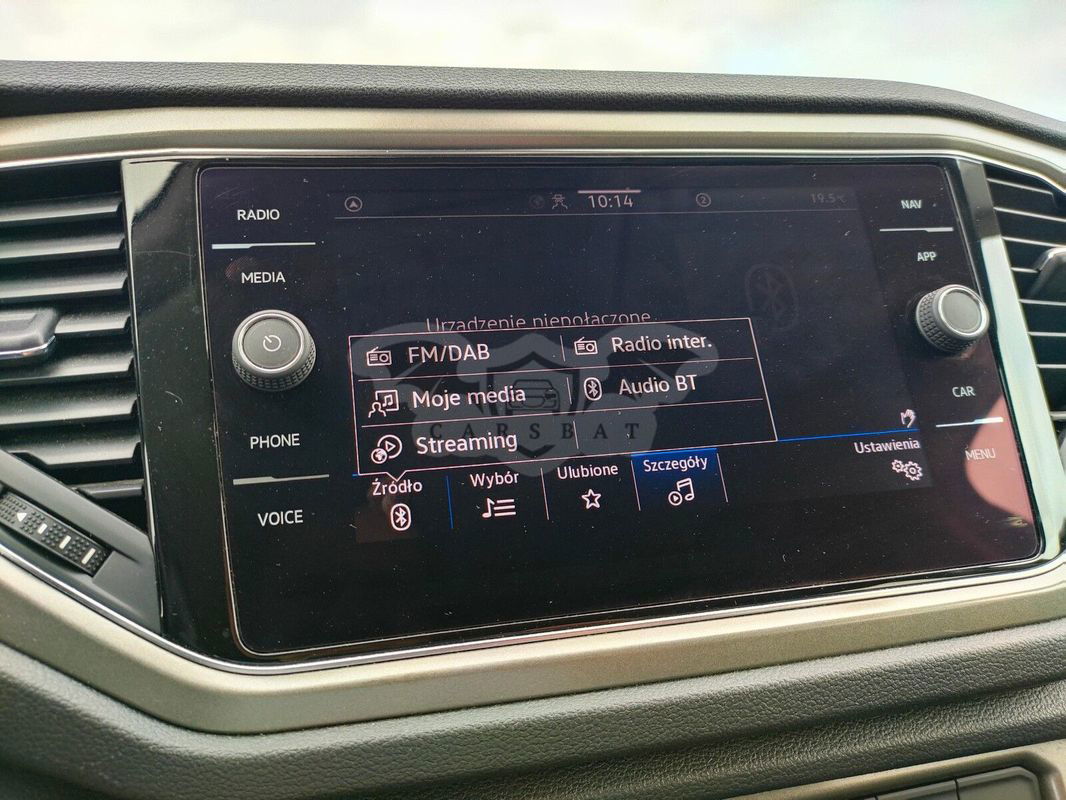 RADIO
MEDIA
PHONE
VOICE
10:14
2
19.5°C
NAV
APP
CAR
MENU
Urządzenie niepołączone
FM/DAB
Radio inter.
Moje media
Audio BT
Streaming
CARSBAT
Źródło
Wybór
Ulubione
Szczegóły
Ustawienia